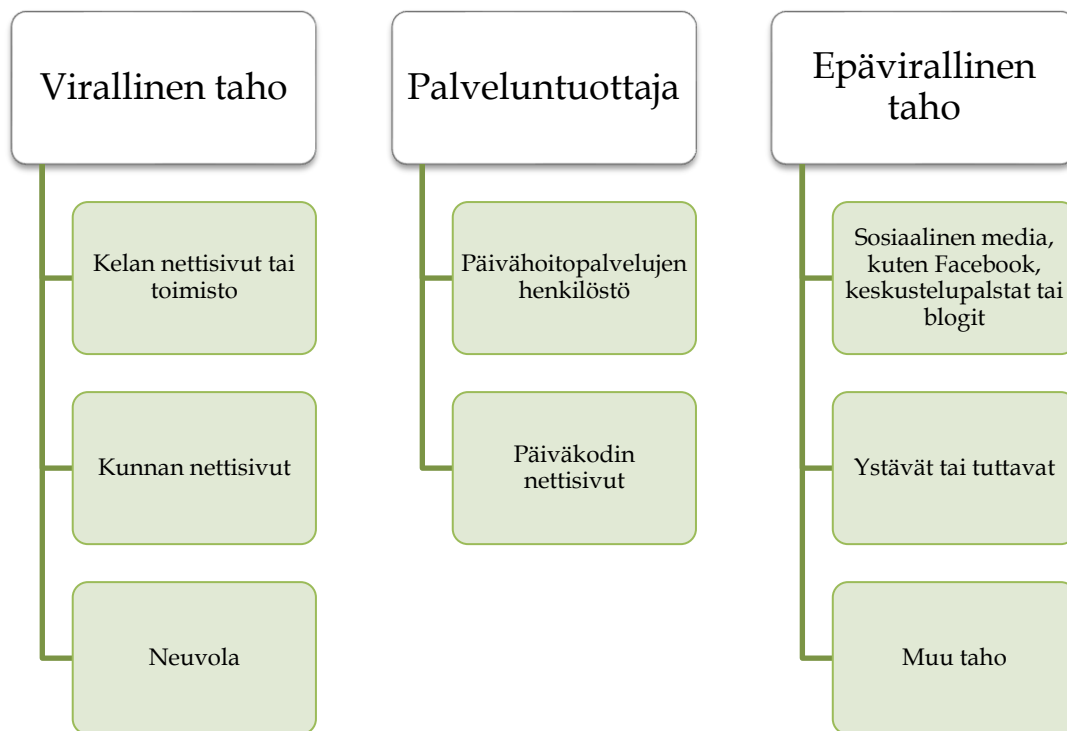 Virallinen taho
Kelan nettisivut tai
toimisto
Kunnan nettisivut
Neuvola
Palveluntuottaja
Päivähoitopalvelujen
henkilöstö
Päiväkodin
nettisivut
Epävirallinen
taho
Sosiaalinen media,
kuten Facebook,
keskustelupalstat tai
blogit
Ystävät tai tuttavat
Muu taho